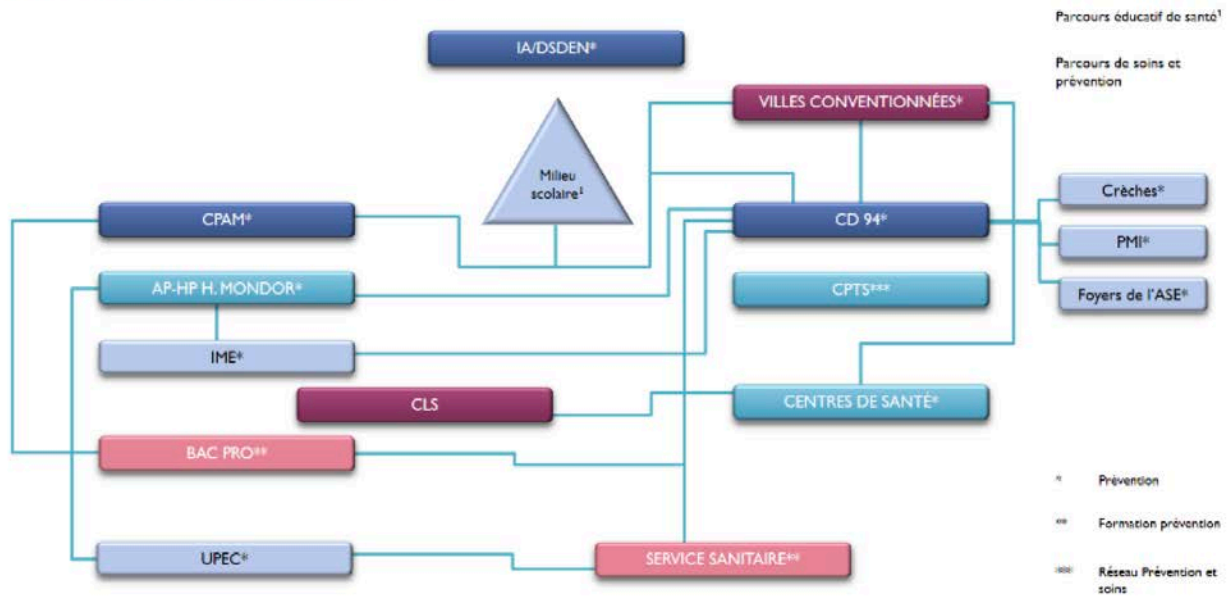 Parcours éducatif de santé¹
IA/DSDEN*
Parcours de soins et
prévention
VILLES CONVENTIONNÉES*
Milieu
scolaire¹
Crèches*
CPAM*
CD 94*
PMI*
AP-HP H. MONDOR*
CPTS***
Foyers de l'ASE*
IME*
CLS
CENTRES DE SANTÉ*
BAC PRO**
* Prévention
** Formation prévention
UPEC*
SERVICE SANITAIRE**
*** Réseau Prévention et
soins